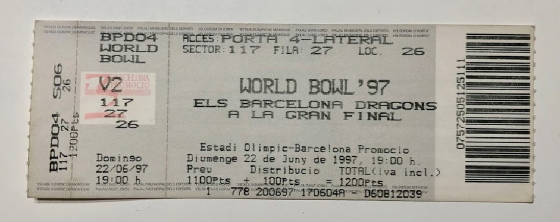 BPD04
WORLD
BOWL
V2
117
27
26
Domingo
22/06/97
19:00 h.
ACCES PORTA 4-LATERAL
SECTOR: 117 FILA: 27 LOC. 26
WORLD BOWL'97
ELS BARCELONA DRAGONS
A LA GRAN FINAL
Estadi Olimpic-Barcelona Promocio
Diumenge 22 de Juny de 1997, 19:00 h.
Preu Distribucio TOTAL(iva incl.)
1100Pts + 100Pts = 1200Pts
1 778 200697 170604A - D60812039
BPD04 S06
117 27 26
1200Pts
07572506125111